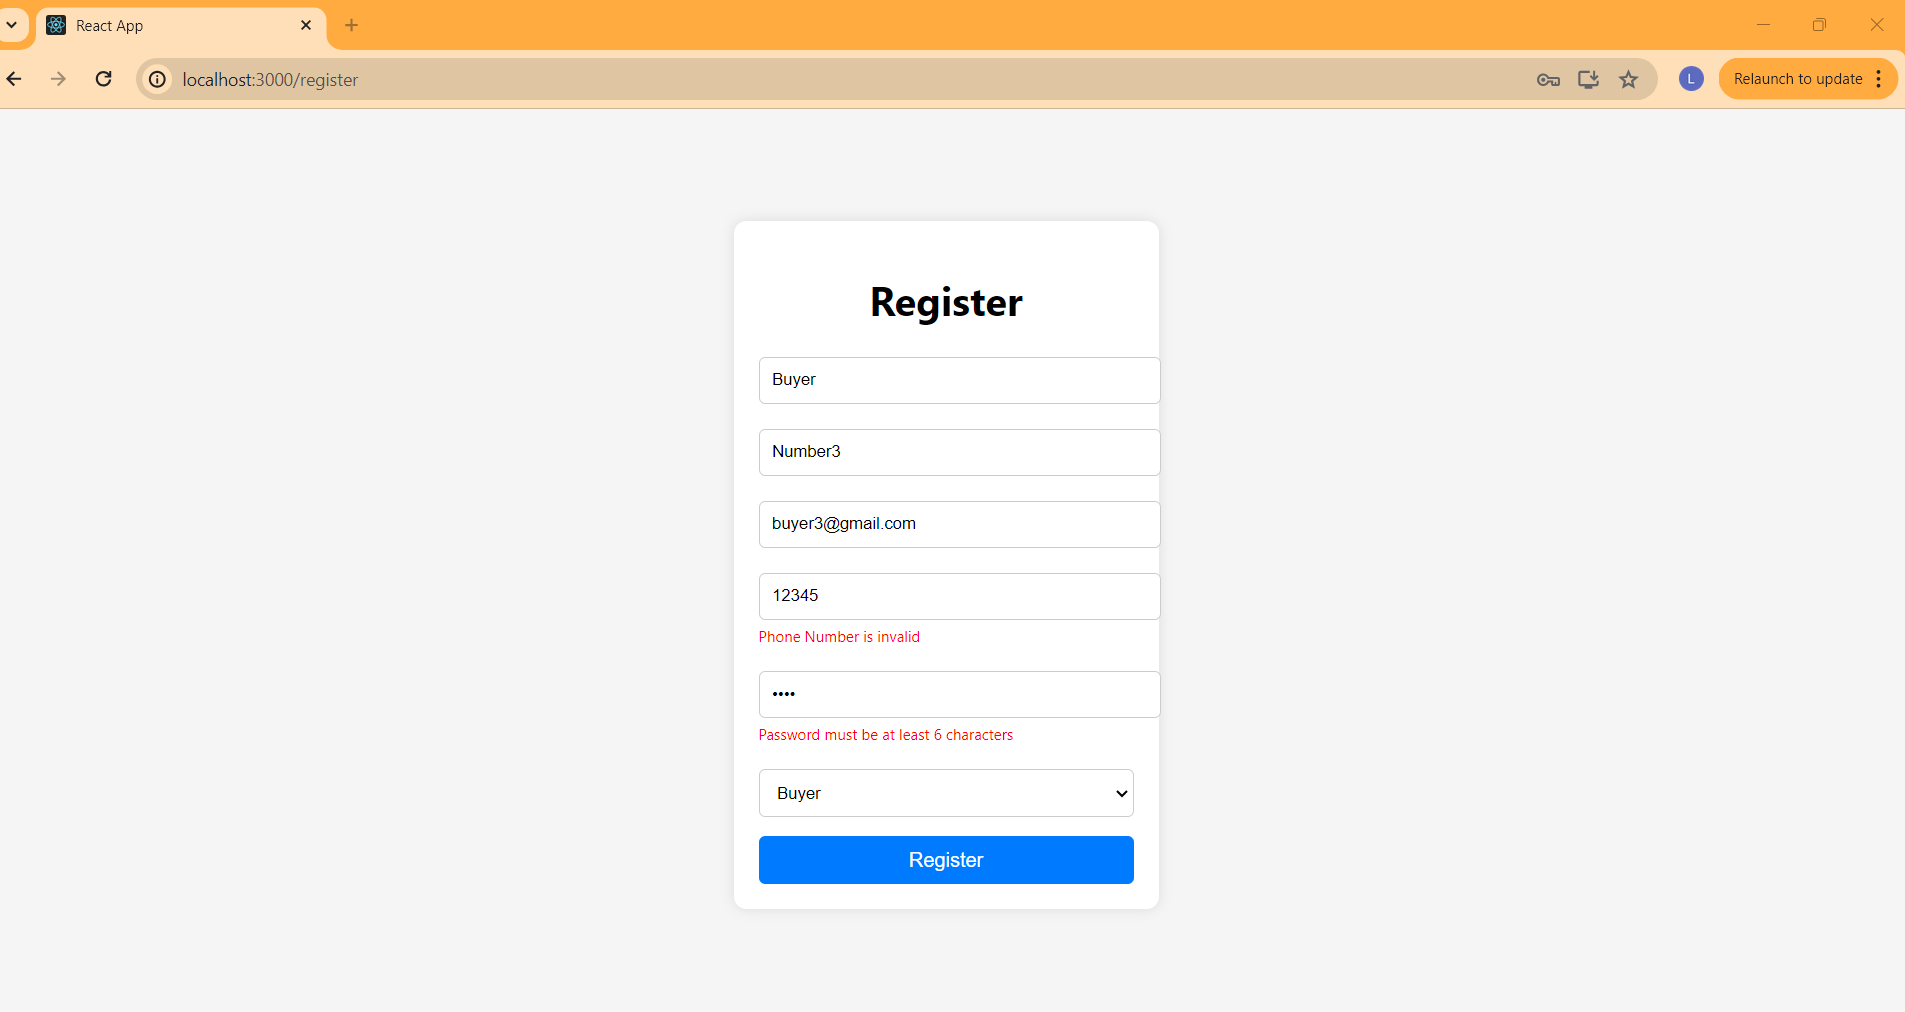 React App
localhost:3000/register
L
Relaunch to update
Register
Buyer
Number3
buyer3@gmail.com
12345
Phone Number is invalid
••••
Password must be at least 6 characters
Buyer
Register